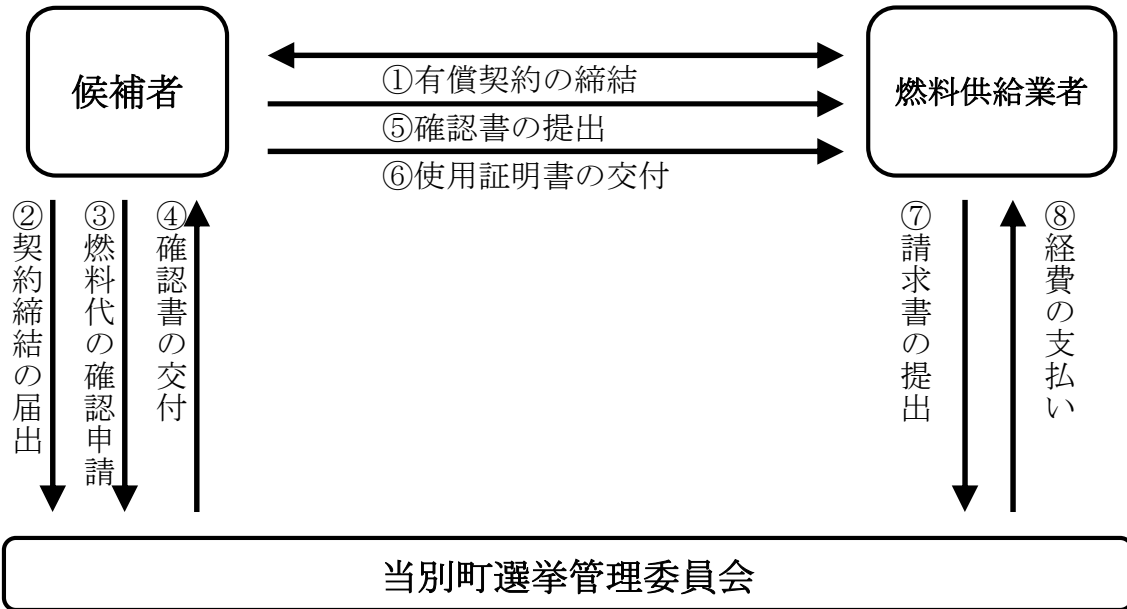 候補者
燃料供給業者
①有償契約の締結
⑤確認書の提出
⑥使用証明書の交付
②契約締結の届出
③燃料代の確認申請
④確認書の交付
⑦請求書の提出
⑧経費の支払い
当別町選挙管理委員会